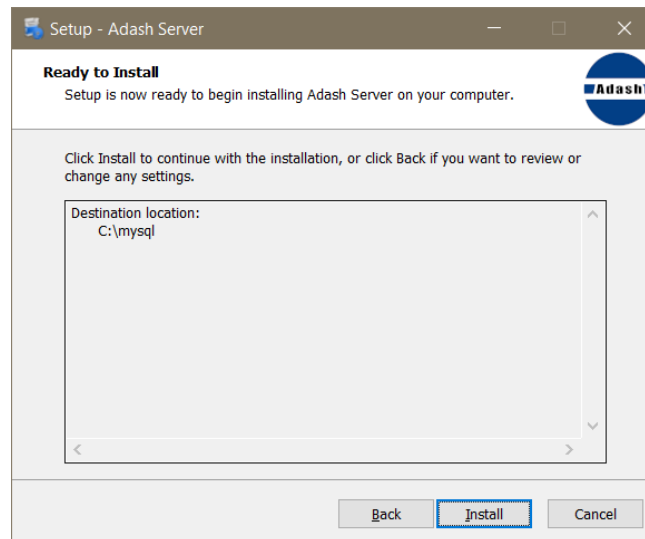 Setup - Adash Server
Ready to Install
Setup is now ready to begin installing Adash Server on your computer.
Adash
Click Install to continue with the installation, or click Back if you want to review or
change any settings.
Destination location:
C:\mysql
Back
Install
Cancel